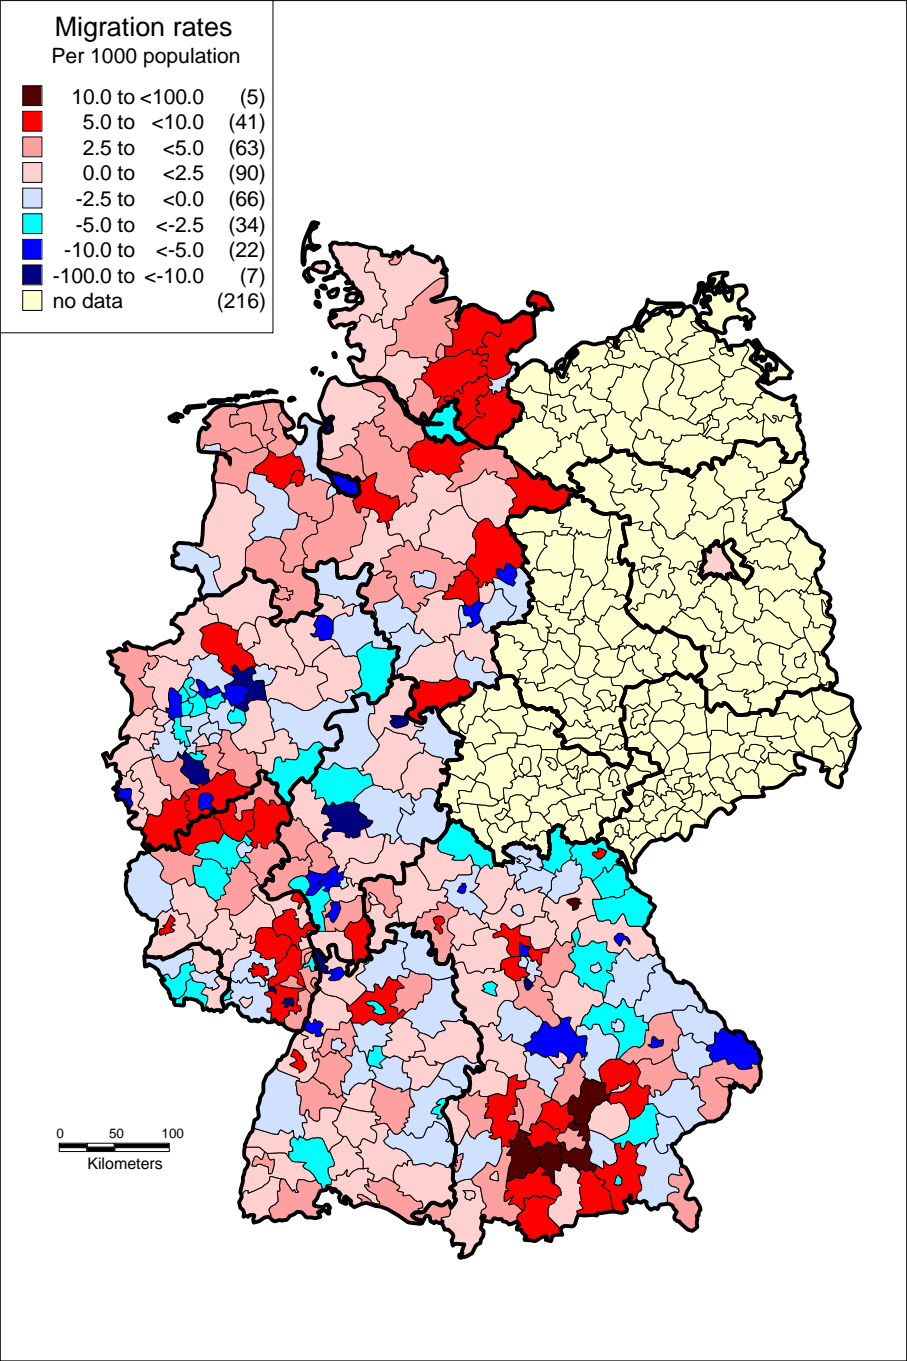 Migration rates
Per 1000 population
10.0 to <100.0 (5)
5.0 to <10.0 (41)
2.5 to <5.0 (63)
0.0 to <2.5 (90)
-2.5 to <0.0 (66)
-5.0 to <-2.5 (34)
-10.0 to <-5.0 (22)
-100.0 to <-10.0 (7)
no data (216)
0 50 100
Kilometers